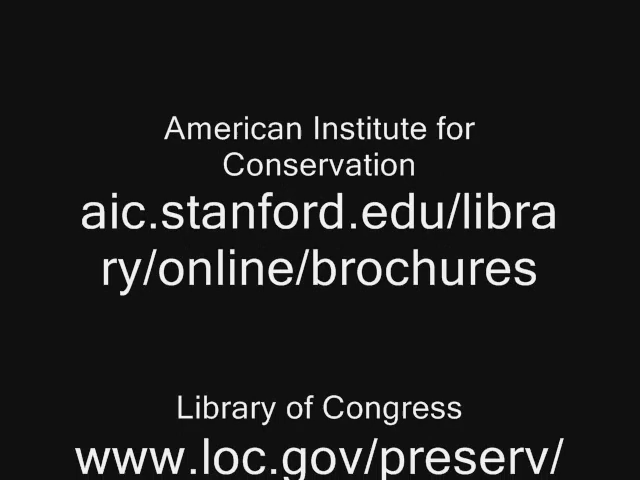 American Institute for
Conservation
aic.stanford.edu/libra
ry/online/brochures
Library of Congress
www.loc.gov/preserv/